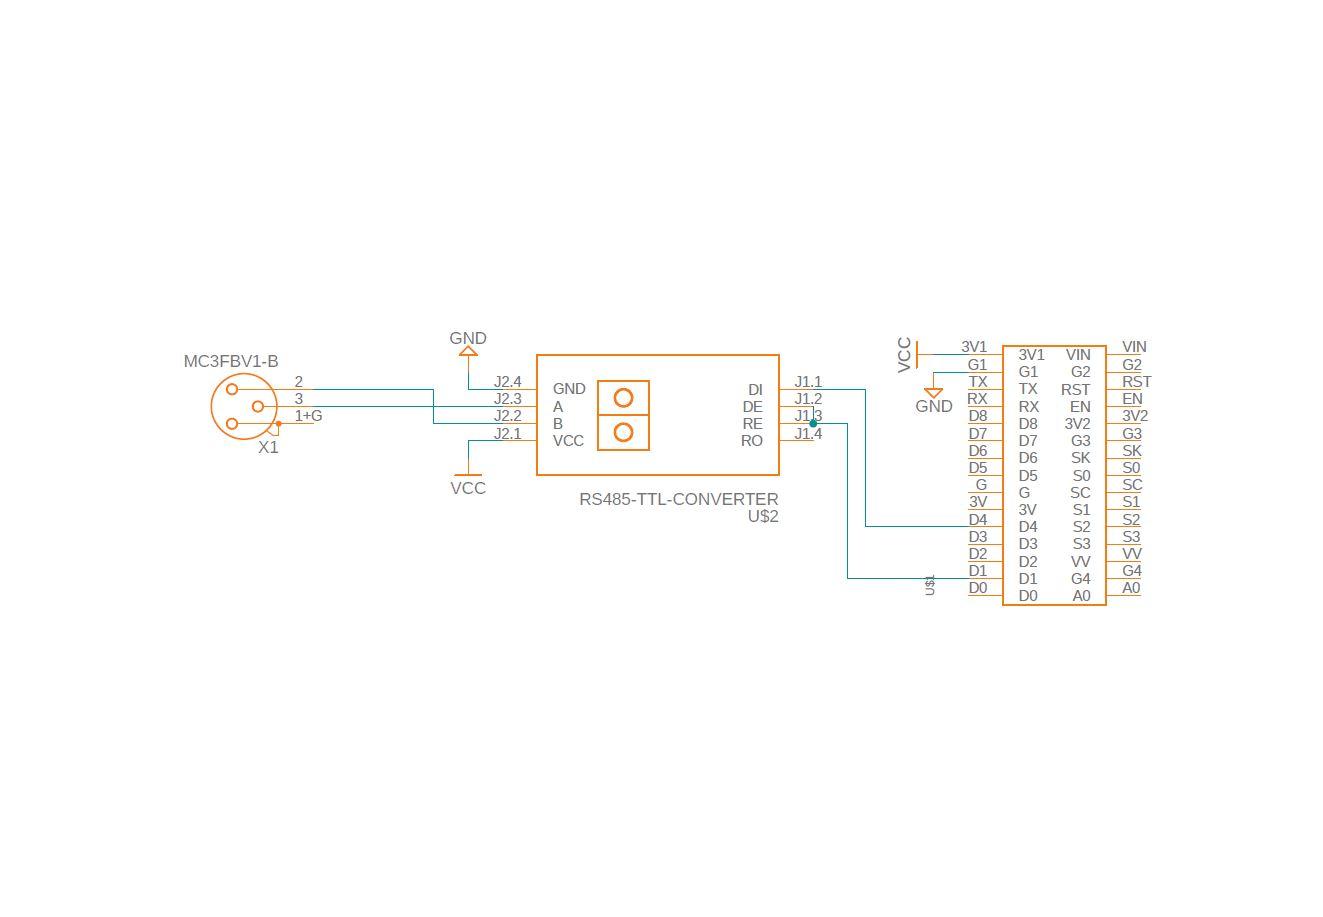 MC3FBV1-B
2
3
1+G
X1
GND
VCC
J2.4
J2.3
J2.2
J2.1
GND
A
B
VCC
DI
DE
RE
RO
J1.1
J1.2
J1.3
J1.4
RS485-TTL-CONVERTER
U$2
VCC
GND
U$1
3V1 3V1 VIN VIN
G1 G1 G2 G2
TX TX RST RST
RX RX EN EN
D8 D8 3V2 3V2
D7 D7 G3 G3
D6 D6 SK SK
D5 D5 S0 S0
G G SC SC
3V 3V S1 S1
D4 D4 S2 S2
D3 D3 S3 S3
D2 D2 VV VV
D1 D1 G4 G4
D0 D0 A0 A0